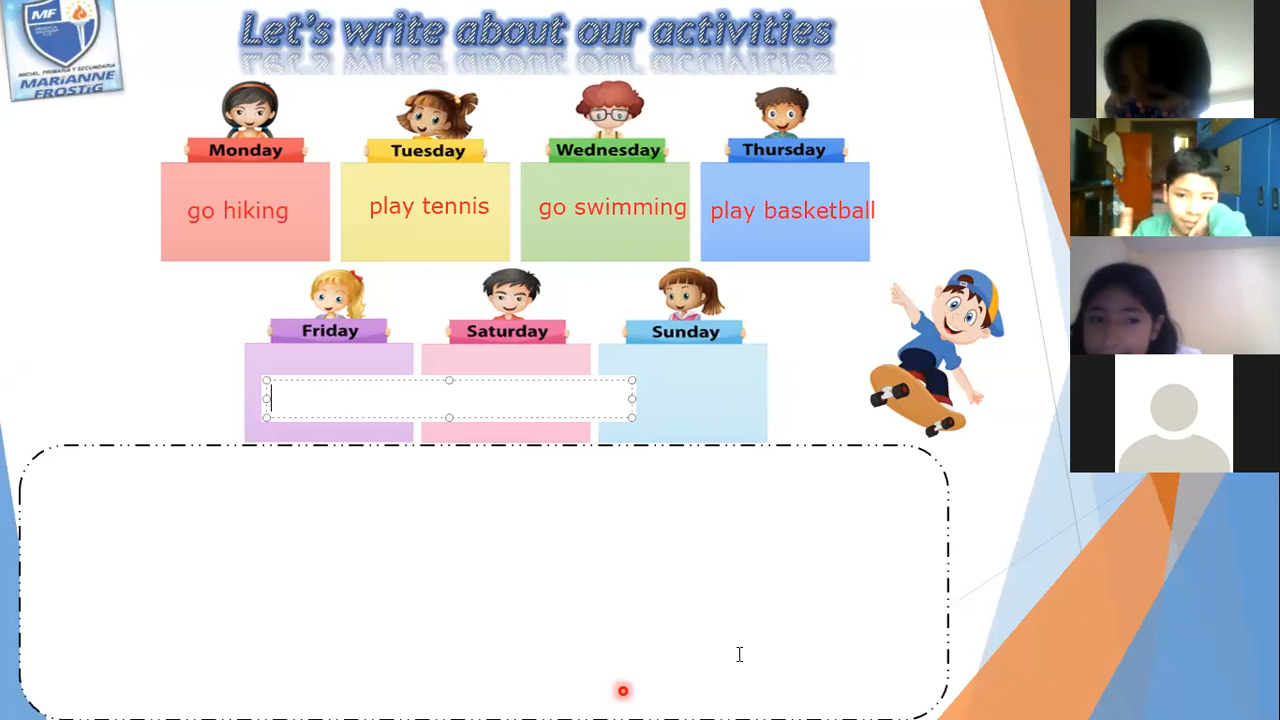 MF
INICIAL, PRIMARIA Y SECUNDARIA
MARIANNE
FROSTIG
Let's write about our activities
Monday
Tuesday
Wednesday
Thursday
go hiking
play tennis
go swimming
play basketball
Friday
Saturday
Sunday